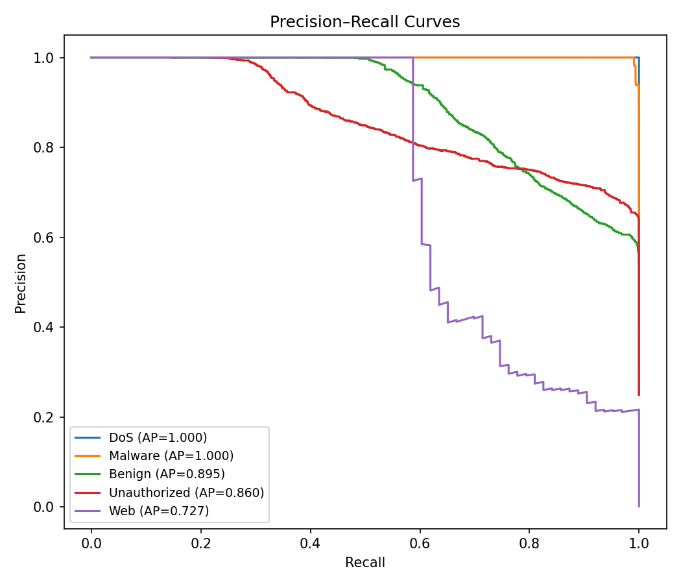 Precision–Recall Curves
Precision
1.0
0.8
0.6
0.4
0.2
0.0
DoS (AP=1.000)
Malware (AP=1.000)
Benign (AP=0.895)
Unauthorized (AP=0.860)
Web (AP=0.727)
0.0 0.2 0.4 0.6 0.8 1.0
Recall